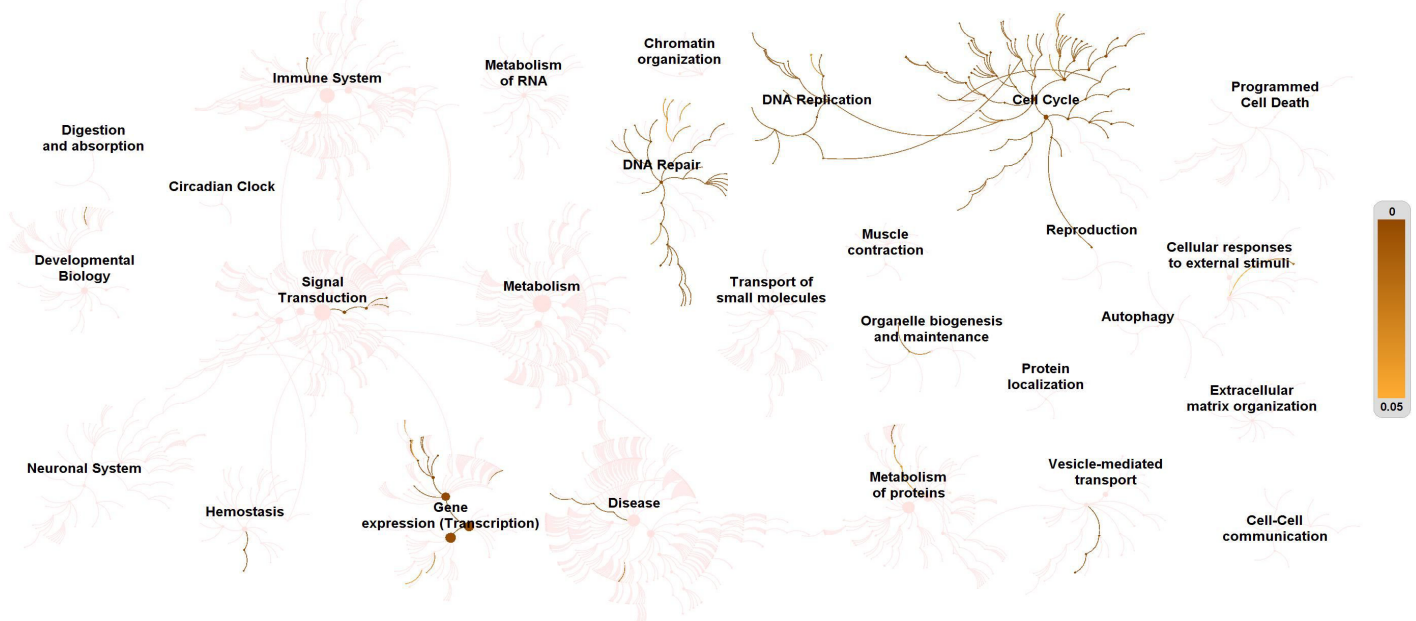 Chromatin
organization
Immune System
Metabolism
of RNA
DNA Replication
Cell Cycle
Programmed
Cell Death
Digestion
and absorption
DNA Repair
Circadian Clock
0
Muscle
contraction
Reproduction
Cellular responses
to external stimuli
Developmental
Biology
Signal
Transduction
Metabolism
Transport of
small molecules
Organelle biogenesis
and maintenance
Autophagy
Protein
localization
Extracellular
matrix organization
0.05
Neuronal System
Hemostasis
Gene
expression (Transcription)
Disease
Metabolism
of proteins
Vesicle-mediated
transport
Cell-Cell
communication